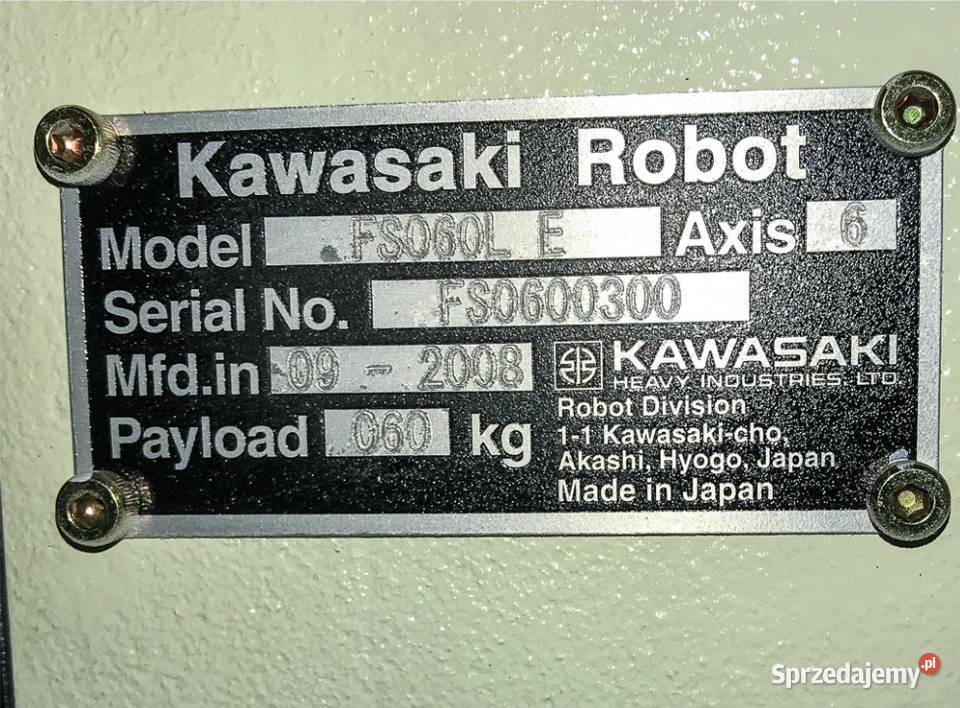 Kawasaki Robot
Model FS060L E Axis 6
Serial No. FS0600300
Mfd.in 09 - 2008
Payload 060 kg
KAWASAKI
HEAVY INDUSTRIES. LTD
Robot Division
1-1 Kawasaki-cho,
Akashi, Hyogo, Japan
Made in Japan
Sprzedajemy.pl